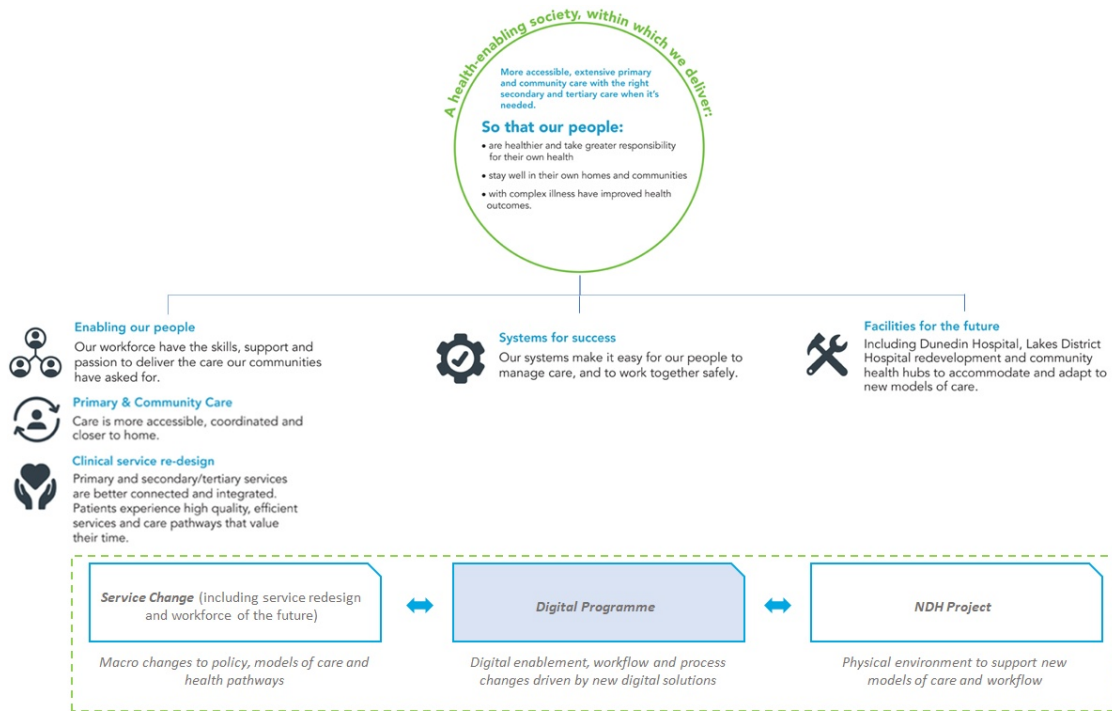 A health-enabling society, within which we deliver:
More accessible, extensive primary
and community care with the right
secondary and tertiary care when it's
needed.
So that our people:
• are healthier and take greater responsibility
for their own health
• stay well in their own homes and communities
• with complex illness have improved health
outcomes.
Enabling our people
Our workforce have the skills, support and
passion to deliver the care our communities
have asked for.
Primary & Community Care
Care is more accessible, coordinated and
closer to home.
Clinical service re-design
Primary and secondary/tertiary services
are better connected and integrated.
Patients experience high quality, efficient
services and care pathways that value
their time.
Systems for success
Our systems make it easy for our people to
manage care, and to work together safely.
Facilities for the future
Including Dunedin Hospital, Lakes District
Hospital redevelopment and community
health hubs to accommodate and adapt to
new models of care.
Service Change (including service redesign
and workforce of the future)
Macro changes to policy, models of care and
health pathways
Digital Programme
Digital enablement, workflow and process
changes driven by new digital solutions
NDH Project
Physical environment to support new
models of care and workflow